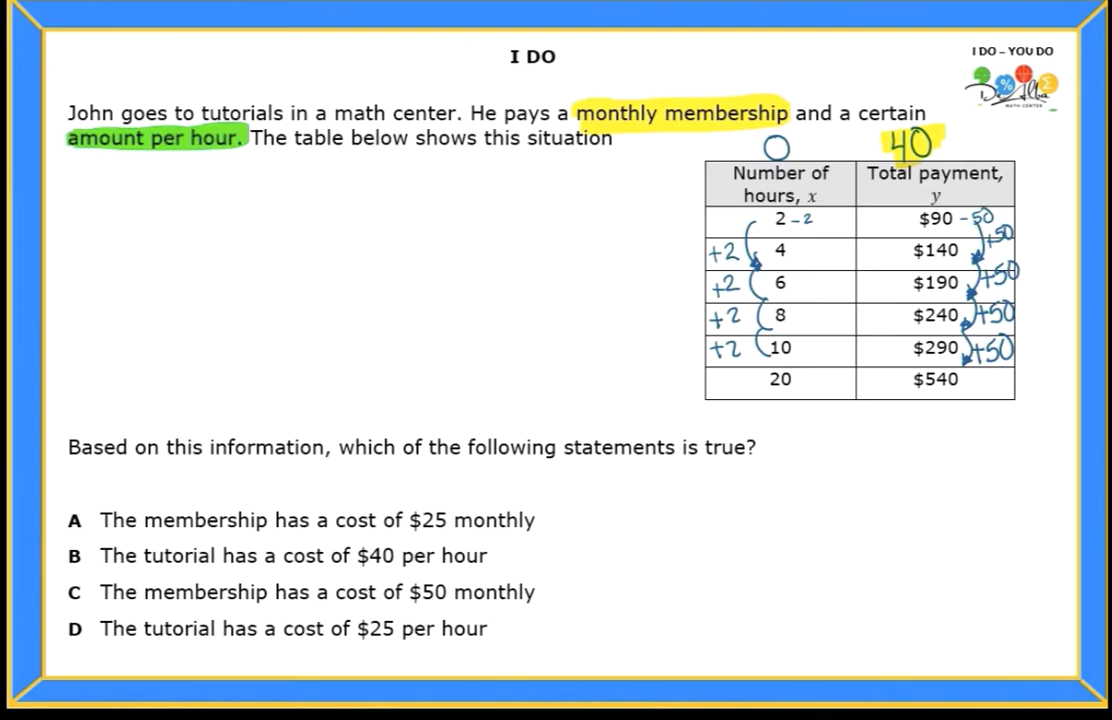 I DO
I DO – YOU DO
% Σ
MATH CENTER
John goes to tutorials in a math center. He pays a monthly membership and a certain
amount per hour. The table below shows this situation
0 40
Number of hours, x Total payment, y
2 -2 $90 -50
+50
+2 4 $140
+2 6 $190 +50
+2 8 $240 +50
+2 10 $290 +50
20 $540
Based on this information, which of the following statements is true?
A The membership has a cost of $25 monthly
B The tutorial has a cost of $40 per hour
C The membership has a cost of $50 monthly
D The tutorial has a cost of $25 per hour